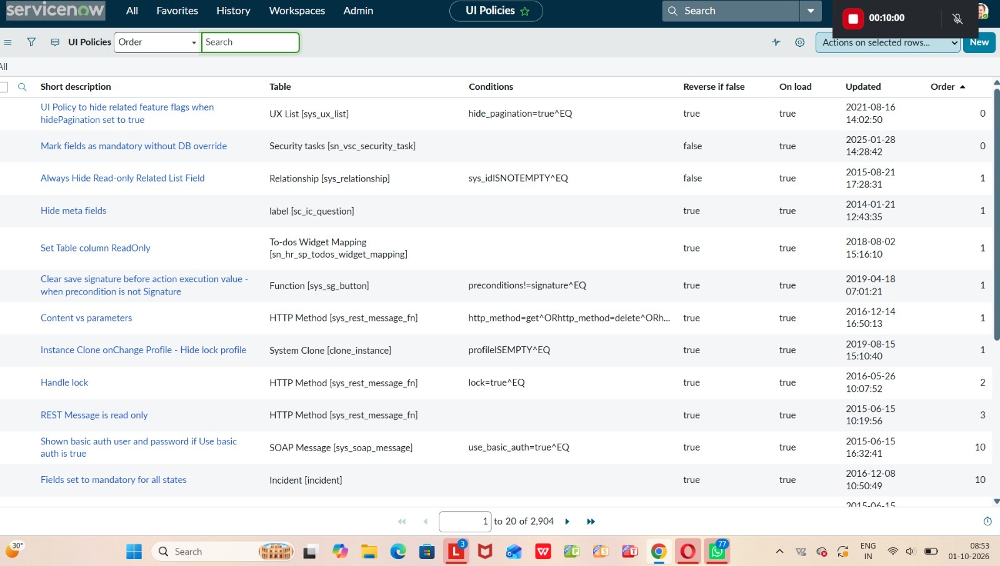 servicenow All Favorites History Workspaces Admin UI Policies Search 00:10:00
UI Policies Order Search Actions on selected rows... New
All
Short description Table Conditions Reverse if false On load Updated Order
UI Policy to hide related feature flags when
hidePagination set to true
UX List [sys_ux_list] hide_pagination=true^EQ true true 2021-08-16
14:02:50
0
Mark fields as mandatory without DB override Security tasks [sn_vsc_security_task] false true 2025-01-28
14:28:42
0
Always Hide Read-only Related List Field Relationship [sys_relationship] sys_idISNOTEMPTY^EQ false true 2015-08-21
17:28:31
1
Hide meta fields label [sc_ic_question] true true 2014-01-21
12:43:35
1
Set Table column ReadOnly To-dos Widget Mapping
[sn_hr_sp_todos_widget_mapping]
true true 2018-08-02
15:16:10
1
Clear save signature before action execution value -
when precondition is not Signature
Function [sys_sg_button] preconditions!=signature^EQ true true 2019-04-18
07:01:21
1
Content vs parameters HTTP Method [sys_rest_message_fn] http_method=get^ORhttp_method=delete^ORh... true true 2016-12-14
16:50:13
1
Instance Clone onChange Profile - Hide lock profile System Clone [clone_instance] profileISEMPTY^EQ true true 2019-08-15
15:10:40
1
Handle lock HTTP Method [sys_rest_message_fn] lock=true^EQ true true 2016-05-26
10:07:52
2
REST Message is read only HTTP Method [sys_rest_message_fn] true true 2015-06-15
10:19:56
3
Shown basic auth user and password if Use basic
auth is true
SOAP Message [sys_soap_message] use_basic_auth=true^EQ true true 2015-06-15
16:32:41
10
Fields set to mandatory for all states Incident [incident] true true 2016-12-08
10:50:49
10
2015-06-15
1 to 20 of 2,904
30° Search L 3 W P S T 77 ENG
IN
08:53
01-10-2026